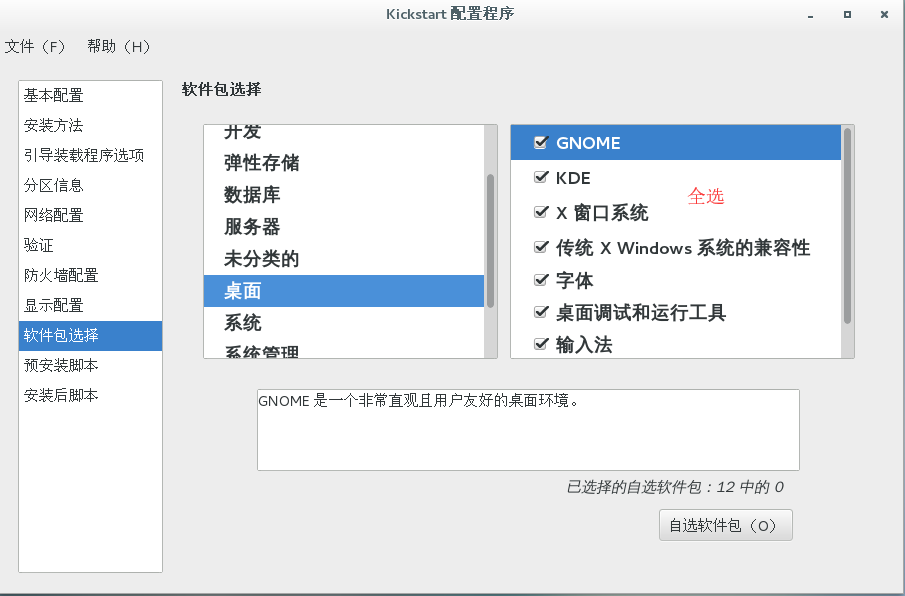 Kickstart 配置程序
文件（F） 帮助（H）
基本配置
安装方法
引导装载程序选项
分区信息
网络配置
验证
防火墙配置
显示配置
软件包选择
预安装脚本
安装后脚本
软件包选择
开发
弹性存储
数据库
服务器
未分类的
桌面
系统
系统管理
GNOME
KDE
全选
X 窗口系统
传统 X Windows 系统的兼容性
字体
桌面调试和运行工具
输入法
GNOME 是一个非常直观且用户友好的桌面环境。
已选择的自选软件包：12 中的 0
自选软件包（O）